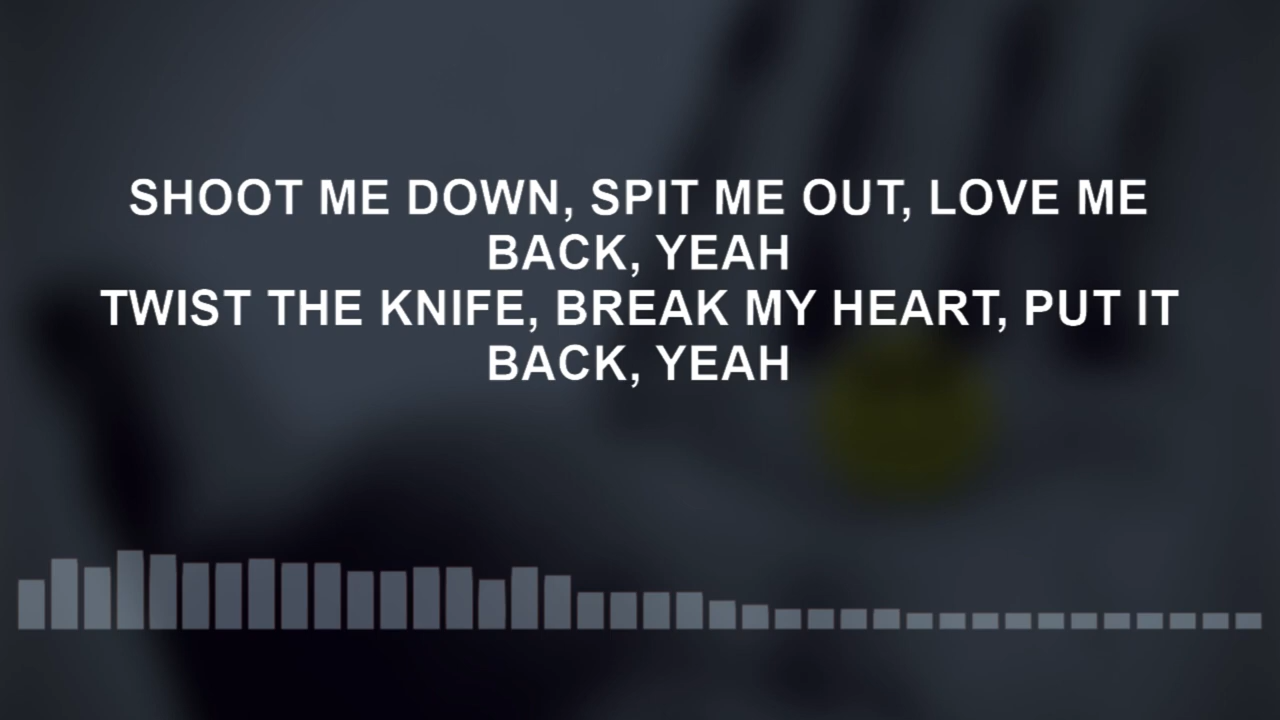 SHOOT ME DOWN, SPIT ME OUT, LOVE ME
BACK, YEAH
TWIST THE KNIFE, BREAK MY HEART, PUT IT
BACK, YEAH